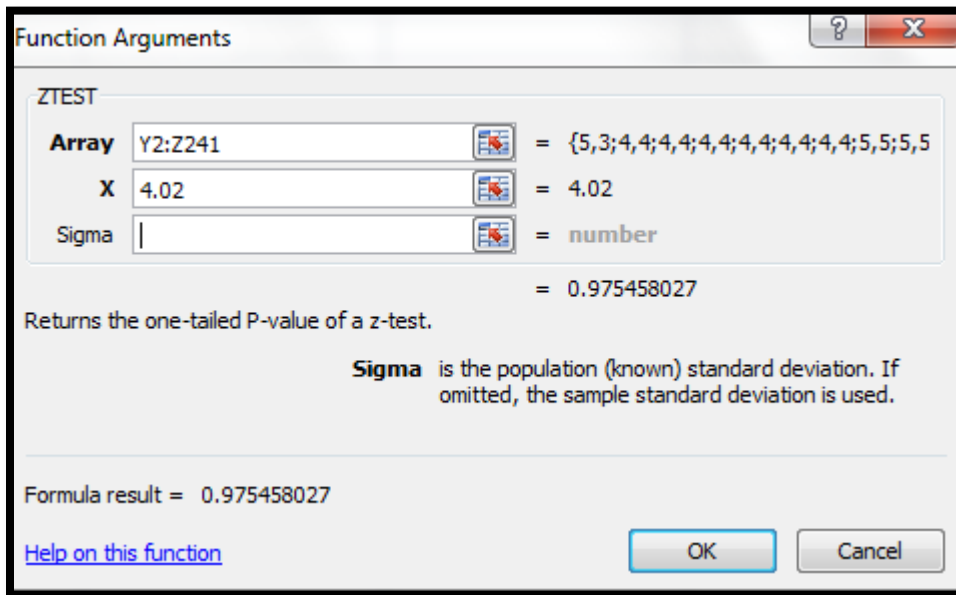 Function Arguments
ZTEST
Array Y2:Z241 = {5,3;4,4;4,4;4,4;4,4;4,4;4,4;5,5;5,5
X 4.02 = 4.02
Sigma = number
= 0.975458027
Returns the one-tailed P-value of a z-test.
Sigma is the population (known) standard deviation. If
omitted, the sample standard deviation is used.
Formula result = 0.975458027
Help on this function OK Cancel